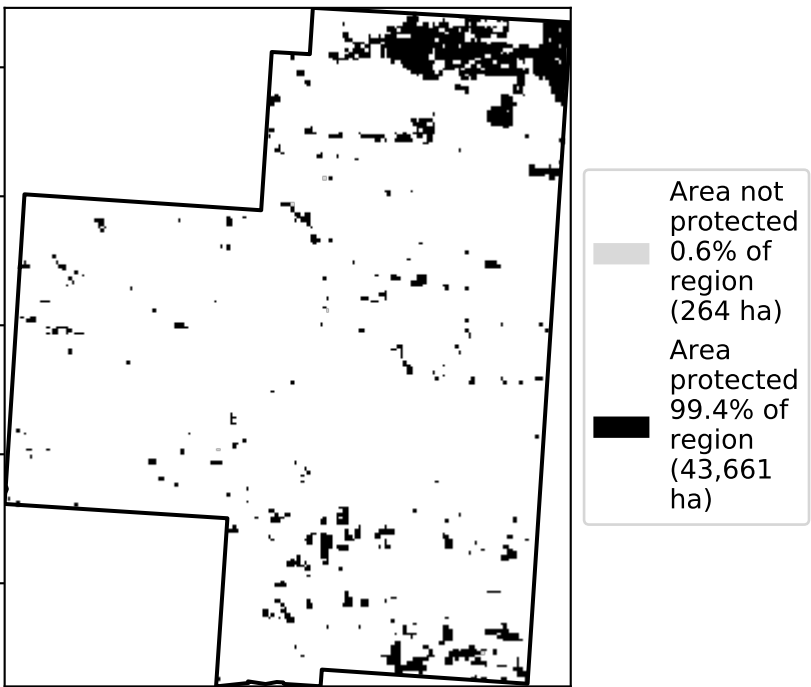 Area not
protected
0.6% of
region
(264 ha)
Area
protected
99.4% of
region
(43,661
ha)